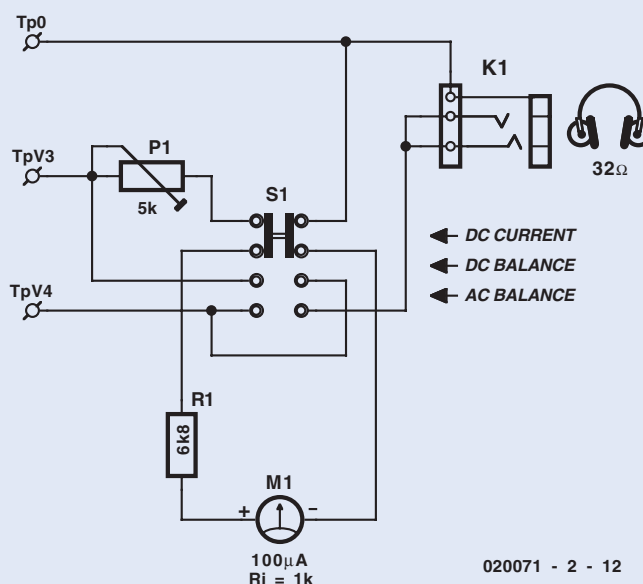 Tp0
K1
TpV3
P1
5k
S1
32Ω
DC CURRENT
DC BALANCE
AC BALANCE
TpV4
R1
6k8
M1
+
–
100µA
Ri = 1k
020071 - 2 - 12